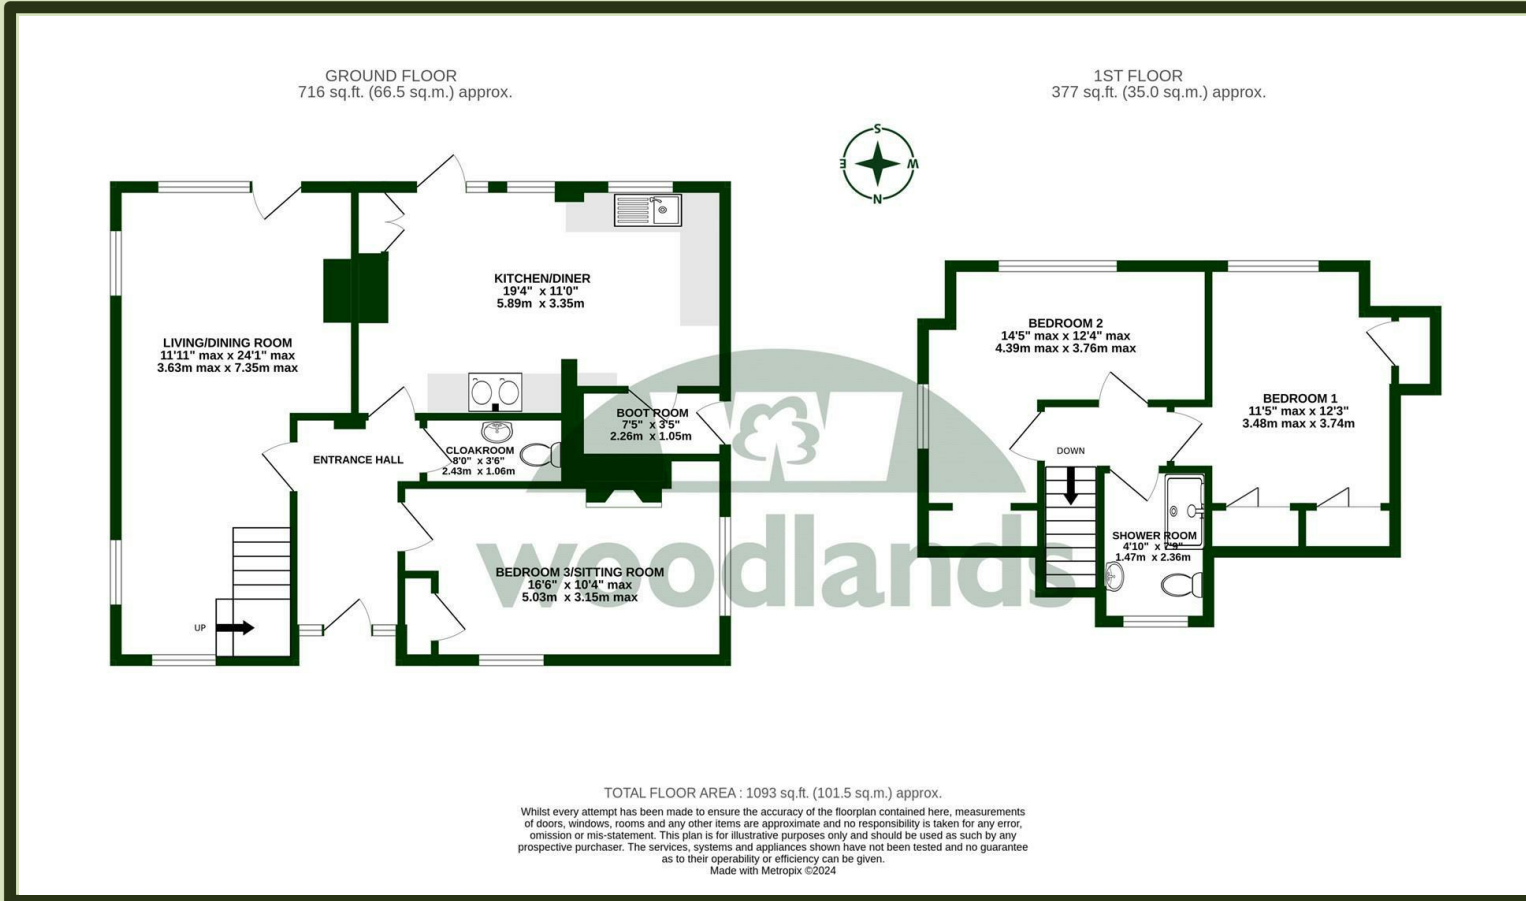 GROUND FLOOR
716 sq.ft. (66.5 sq.m.) approx.
1ST FLOOR
377 sq.ft. (35.0 sq.m.) approx.
S
E
W
N
KITCHEN/DINER
19'4" x 11'0"
5.89m x 3.35m
LIVING/DINING ROOM
11'11" max x 24'1" max
3.63m max x 7.35m max
BEDROOM 2
14'5" max x 12'4" max
4.39m max x 3.76m max
BEDROOM 1
11'5" max x 12'3"
3.48m max x 3.74m
BOOT ROOM
7'5" x 3'5"
2.26m x 1.05m
CLOAKROOM
8'0" x 3'6"
2.43m x 1.06m
ENTRANCE HALL
DOWN
SHOWER ROOM
4'10" x 7'9"
1.47m x 2.36m
woodlands
BEDROOM 3/SITTING ROOM
16'6" x 10'4" max
5.03m x 3.15m max
UP
TOTAL FLOOR AREA : 1093 sq.ft. (101.5 sq.m.) approx.
Whilst every attempt has been made to ensure the accuracy of the floorplan contained here, measurements
of doors, windows, rooms and any other items are approximate and no responsibility is taken for any error,
omission or mis-statement. This plan is for illustrative purposes only and should be used as such by any
prospective purchaser. The services, systems and appliances shown have not been tested and no guarantee
as to their operability or efficiency can be given.
Made with Metropix ©2024